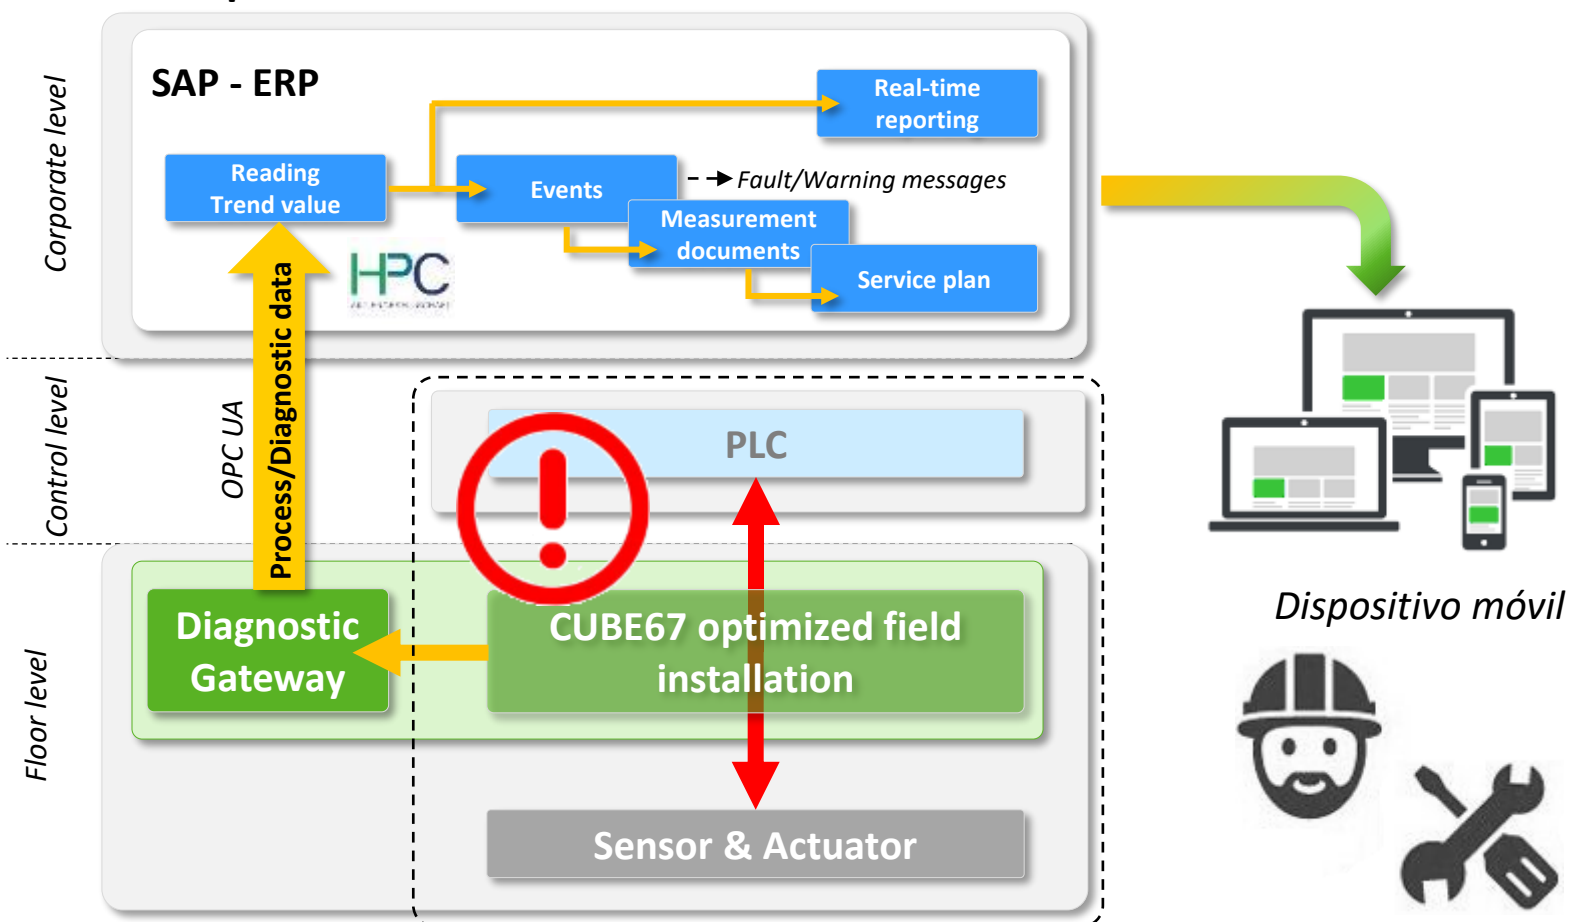 Corporate level
SAP - ERP
Real-time
reporting
Reading
Trend value
Events
Fault/Warning messages
Measurement
documents
Service plan
HPC
Process/Diagnostic data
OPC UA
Control level
PLC
Floor level
Diagnostic
Gateway
CUBE67 optimized field
installation
Sensor & Actuator
Dispositivo móvil